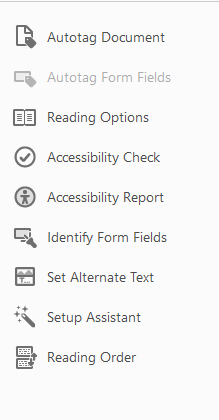 Autotag Document
Autotag Form Fields
Reading Options
Accessibility Check
Accessibility Report
Identify Form Fields
Set Alternate Text
Setup Assistant
Reading Order